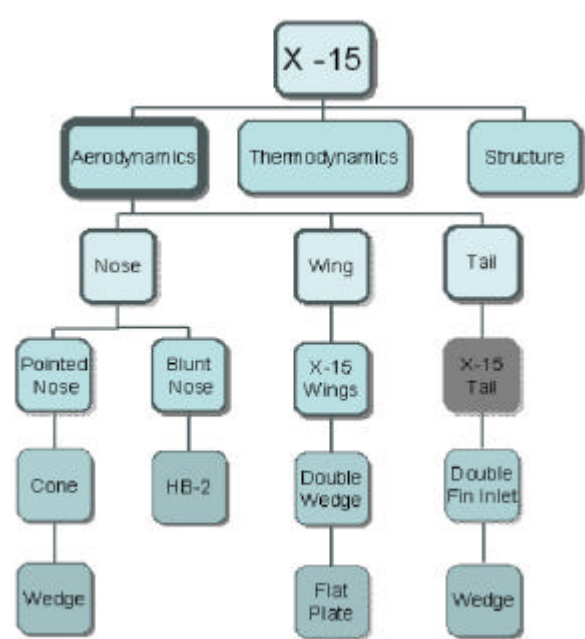 X -15
Aerodynamics
Thermodynamics
Structure
Nose
Wing
Tail
Pointed
Nose
Blunt
Nose
X-15
Wings
X-15
Tail
Cone
HB-2
Double
Wedge
Double
Fin Inlet
Wedge
Flat
Plate
Wedge